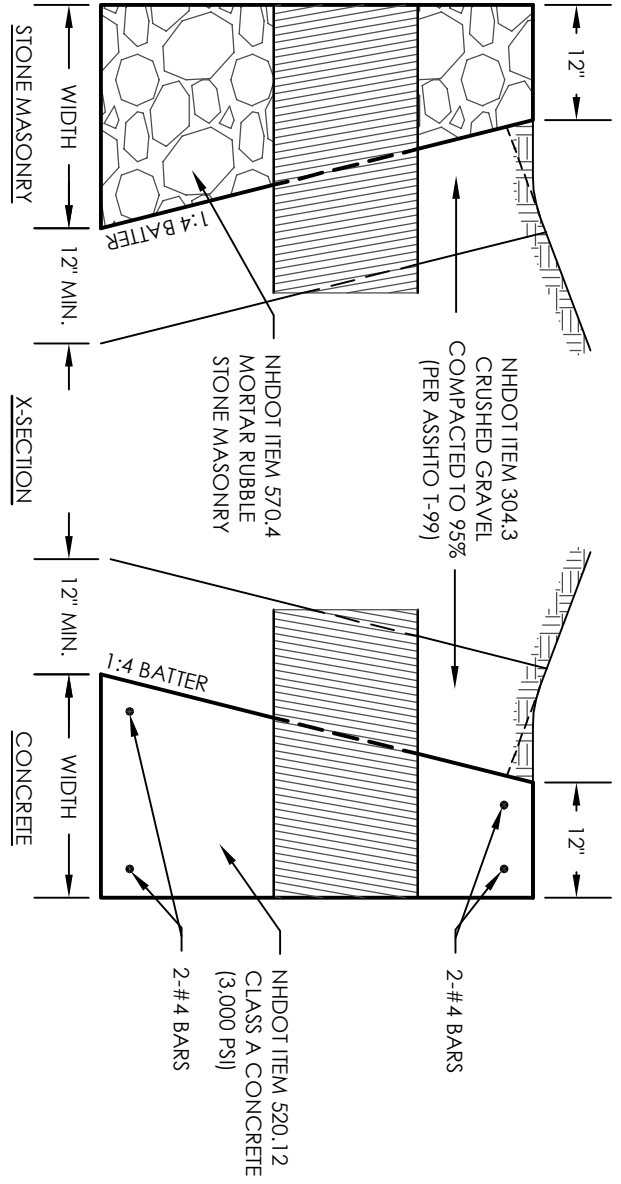 12"
12"
NHDOT ITEM 304.3
CRUSHED GRAVEL
COMPACTED TO 95%
(PER ASSHTO T-99)
2-#4 BARS
NHDOT ITEM 570.4
MORTAR RUBBLE
STONE MASONRY
NHDOT ITEM 520.12
CLASS A CONCRETE
(3,000 PSI)
1:4 BATTER
1:4 BATTER
2-#4 BARS
WIDTH
12" MIN.
12" MIN.
WIDTH
STONE MASONRY
X-SECTION
CONCRETE